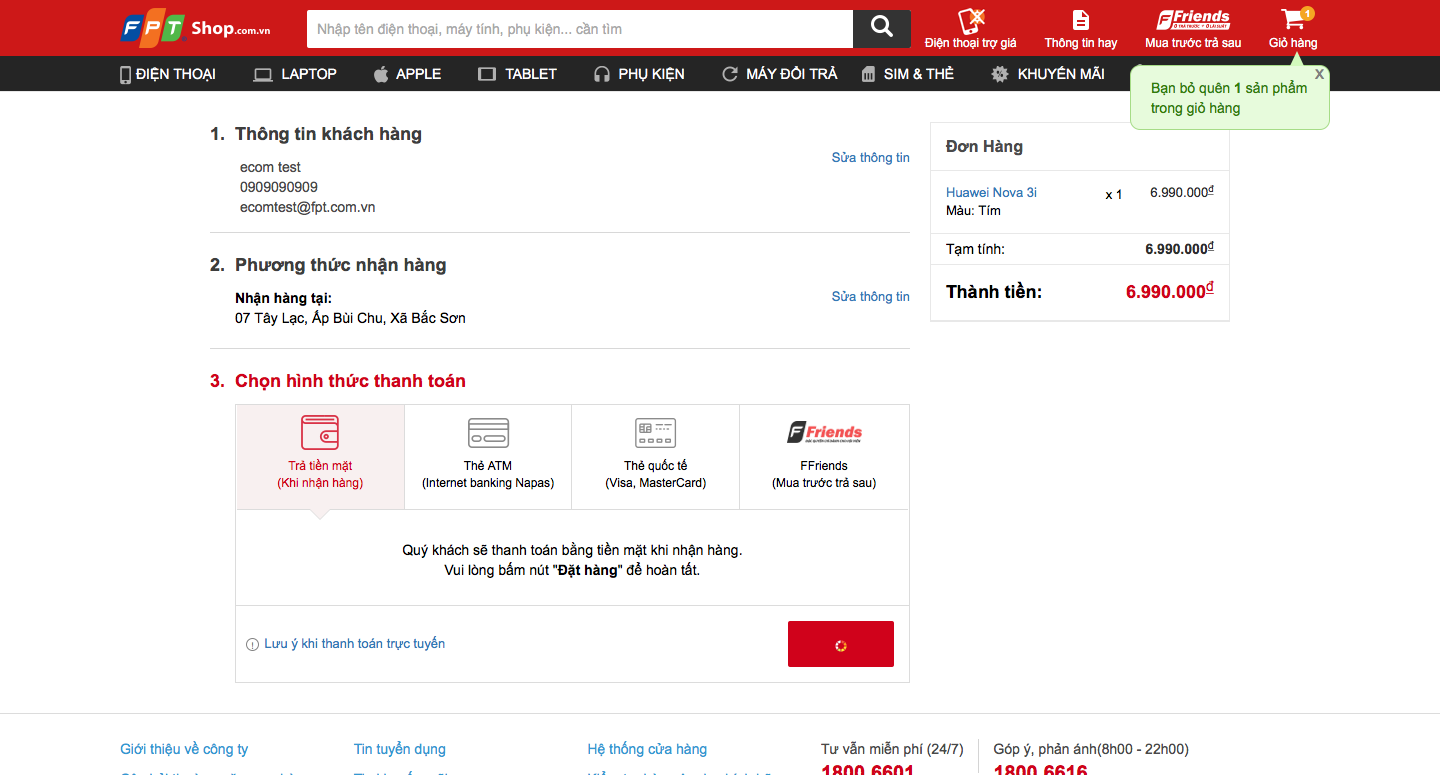 FPT Shop.com.vn
Nhập tên điện thoại, máy tính, phụ kiện... cần tìm
Điện thoại trợ giá
Thông tin hay
FFriends
Mua trước trả sau
1
Giỏ hàng
ĐIỆN THOẠI
LAPTOP
APPLE
TABLET
PHỤ KIỆN
MÁY ĐỔI TRẢ
SIM & THẺ
KHUYẾN MÃI
X
Bạn bỏ quên 1 sản phẩm
trong giỏ hàng
1. Thông tin khách hàng
Sửa thông tin
ecom test
0909090909
ecomtest@fpt.com.vn
2. Phương thức nhận hàng
Nhận hàng tại:
Sửa thông tin
07 Tây Lạc, Ấp Bùi Chu, Xã Bắc Sơn
3. Chọn hình thức thanh toán
Trả tiền mặt
(Khi nhận hàng)
Thẻ ATM
(Internet banking Napas)
Thẻ quốc tế
(Visa, MasterCard)
FFriends
FFriends
(Mua trước trả sau)
Quý khách sẽ thanh toán bằng tiền mặt khi nhận hàng.
Vui lòng bấm nút "Đặt hàng" để hoàn tất.
Lưu ý khi thanh toán trực tuyến
Đơn Hàng
Huawei Nova 3i x 1 6.990.000đ
Màu: Tím
Tạm tính: 6.990.000đ
Thành tiền: 6.990.000đ
Giới thiệu về công ty
Tin tuyển dụng
Hệ thống cửa hàng
Tư vấn miễn phí (24/7)
1800 6601
Góp ý, phản ánh(8h00 - 22h00)
1800 6616